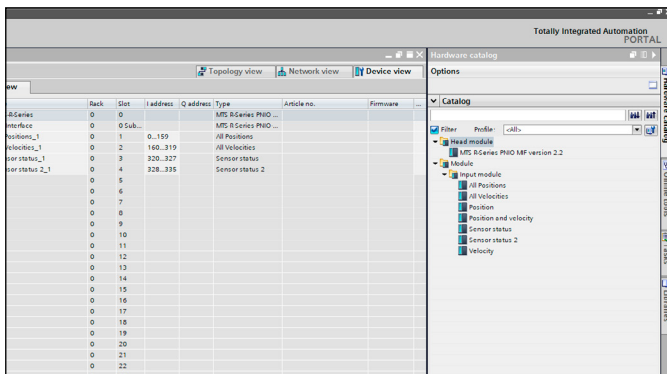 Totally Integrated Automation
PORTAL
Hardware catalog
Topology view Network view Device view Options
Rack Slot I address Q address Type Article no. Firmware ...
Catalog
-R-Series 0 0 MTS R-Series PNIO ...
nterface 0 0 Sub... MTS R-Series PNIO ...
Positions_1 0 1 0...159 All Positions
Velocities_1 0 2 160...319 All Velocities
sor status_1 0 3 320...327 Sensor status
sor status 2_1 0 4 328...335 Sensor status 2
0 5
0 6
0 7
0 8
0 9
0 10
0 11
0 12
0 13
0 14
0 15
0 16
0 17
0 18
0 19
0 20
0 21
0 22
Filter Profile: <All>
Head module
MTS R-Series PNIO MIF version 2.2
Module
Input module
All Positions
All Velocities
Position
Position and velocity
Sensor status
Sensor status 2
Velocity
Hardware catalog
Online tools
Tasks
Libraries